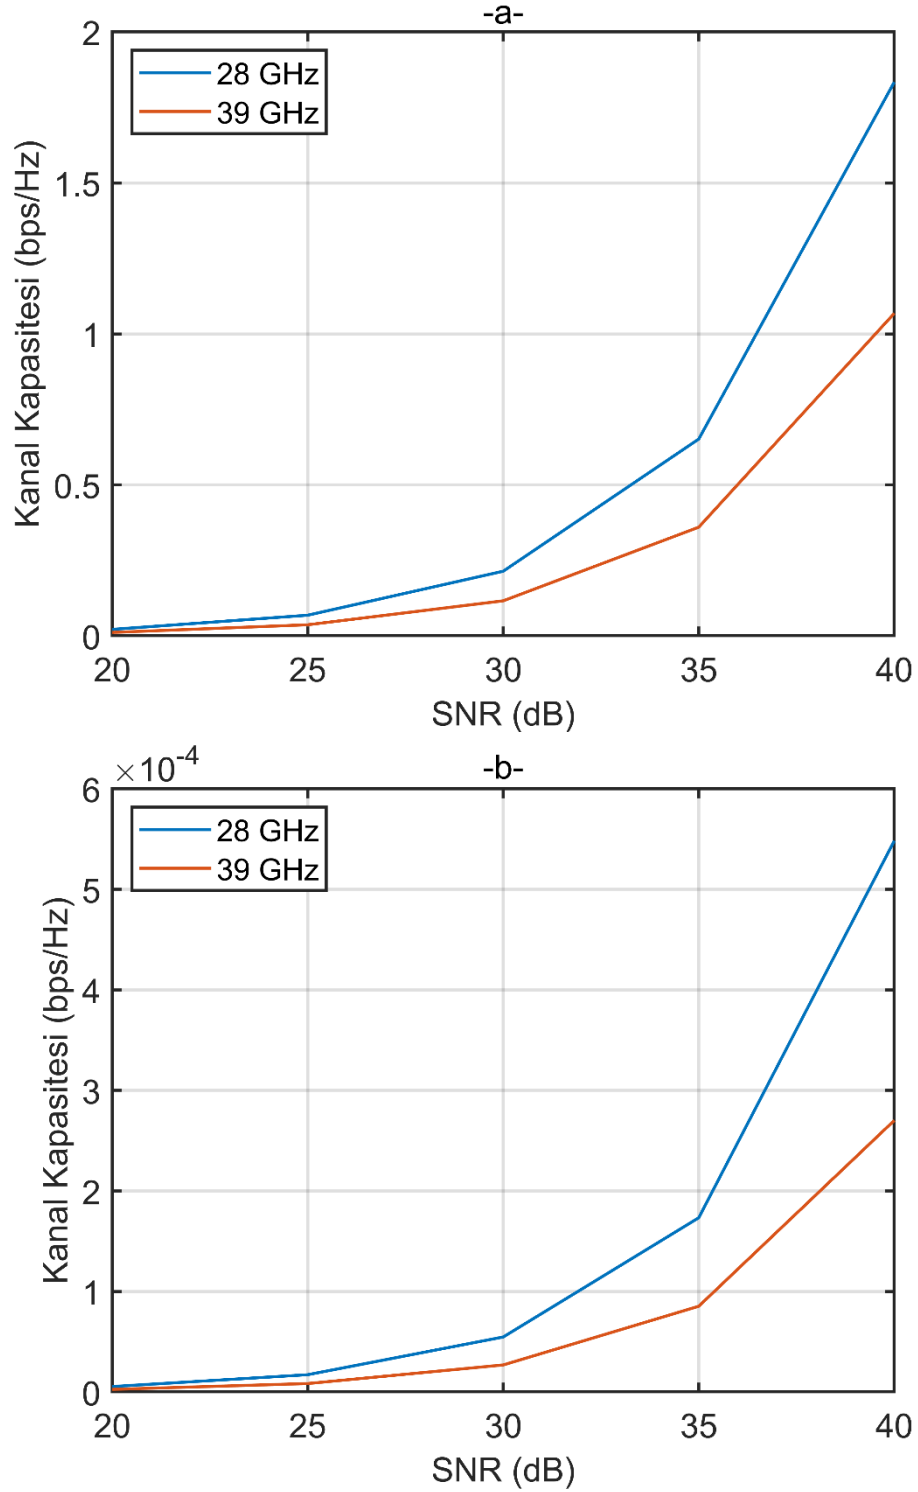 -a-
2
28 GHz
39 GHz
1.5
1
0.5
0
Kanal Kapasitesi (bps/Hz)
20 25 30 35 40
SNR (dB)
×10⁻⁴
-b-
6
28 GHz
39 GHz
5
4
3
2
1
0
Kanal Kapasitesi (bps/Hz)
20 25 30 35 40
SNR (dB)